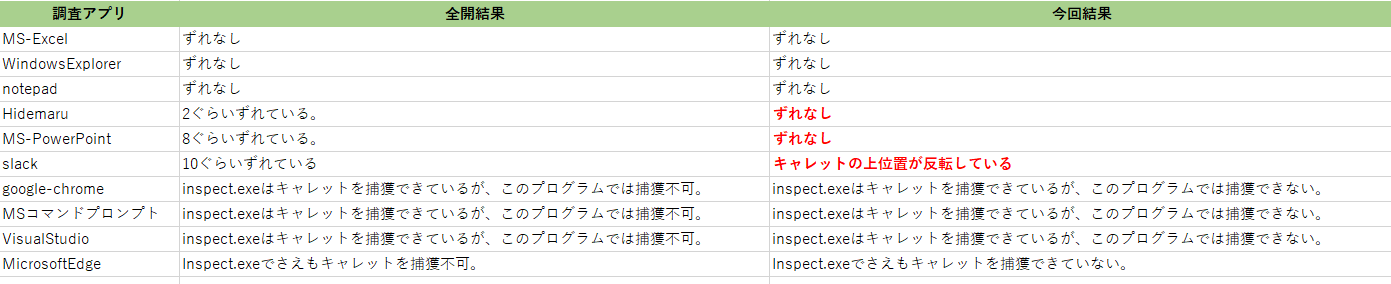 調査アプリ 全開結果 今回結果
MS-Excel ずれなし ずれなし
WindowsExplorer ずれなし ずれなし
notepad ずれなし ずれなし
Hidemaru 2ぐらいずれている。 ずれなし
MS-PowerPoint 8ぐらいずれている。 ずれなし
slack 10ぐらいずれている キャレットの上位置が反転している
google-chrome inspect.exeはキャレットを捕獲できているが、このプログラムでは捕獲不可。 inspect.exeはキャレットを捕獲できているが、このプログラムでは捕獲できない。
MSコマンドプロンプト inspect.exeはキャレットを捕獲できているが、このプログラムでは捕獲不可。 inspect.exeはキャレットを捕獲できているが、このプログラムでは捕獲できない。
VisualStudio inspect.exeはキャレットを捕獲できているが、このプログラムでは捕獲不可。 inspect.exeはキャレットを捕獲できているが、このプログラムでは捕獲できない。
MicrosoftEdge Inspect.exeでさえもキャレットを捕獲不可。 Inspect.exeでさえもキャレットを捕獲できていない。